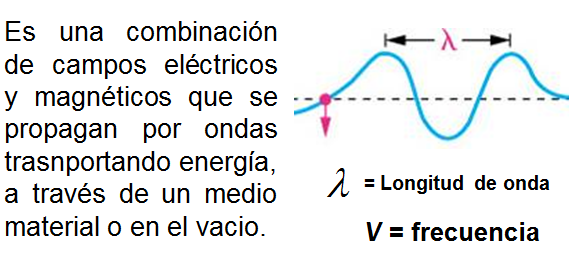 Es una combinación
de campos eléctricos
y magnéticos que se
propagan por ondas
trasnportando energía,
a través de un medio
material o en el vacio.
λ
λ = Longitud de onda
V = frecuencia